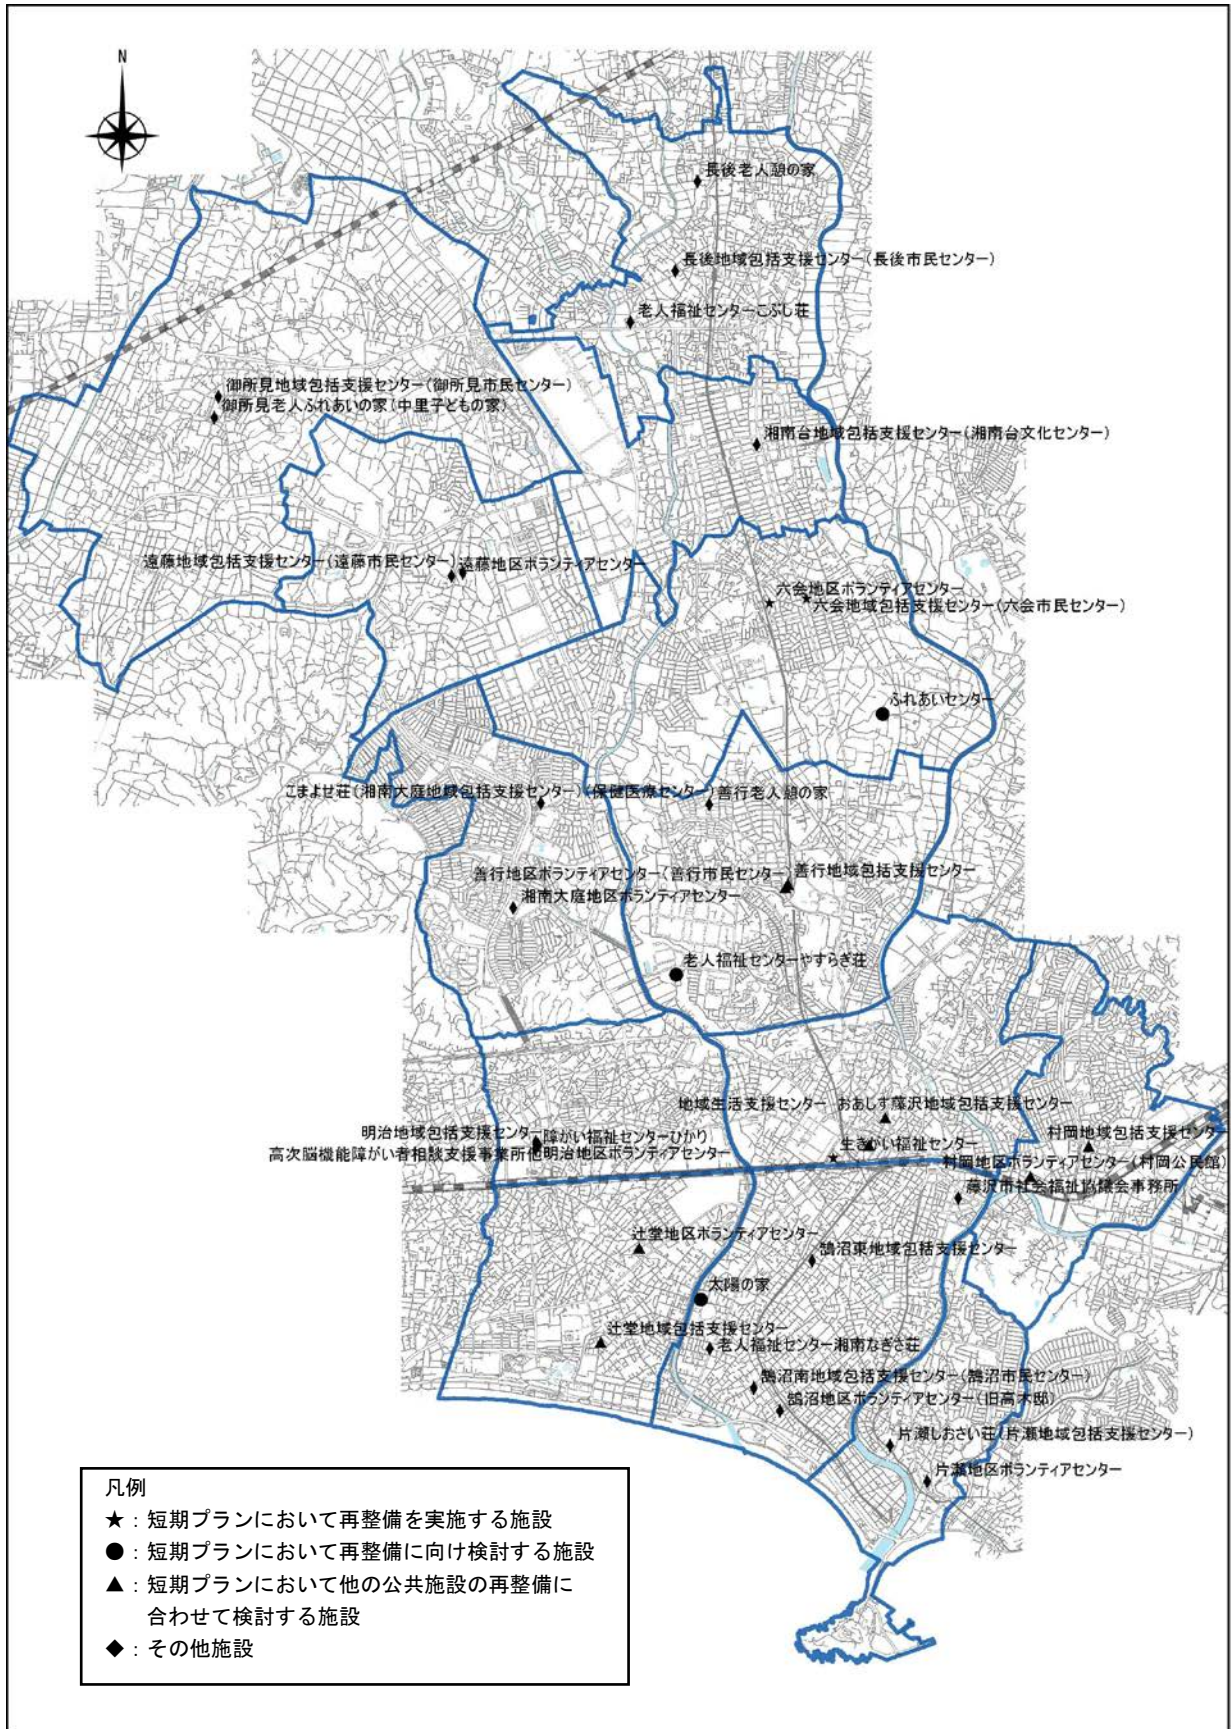 N
長後老人憩の家
長後地域包括支援センター(長後市民センター)
老人福祉センターこぶし荘
御所見地域包括支援センター(御所見市民センター)
御所見老人ふれあいの家(中里子どもの家)
湘南台地域包括支援センター(湘南台文化センター)
遠藤地域包括支援センター(遠藤市民センター)
遠藤地区ボランティアセンター
六会地区ボランティアセンター
六会地域包括支援センター(六会市民センター)
ふれあいセンター
こまよせ荘(湘南大庭地域包括支援センター)(保健医療センター)
善行老人憩の家
善行地区ボランティアセンター(善行市民センター)
善行地域包括支援センター
湘南大庭地区ボランティアセンター
老人福祉センターやすらぎ荘
地域生活支援センター おあしす
藤沢地域包括支援センター
明治地域包括支援センター
障がい福祉センターひかり
生きがい福祉センター
村岡地域包括支援センター
高次脳機能障がい者相談支援事業所他
明治地区ボランティアセンター
村岡地区ボランティアセンター(村岡公民館)
藤沢市社会福祉協議会事務所
辻堂地区ボランティアセンター
鵠沼東地域包括支援センター
太陽の家
辻堂地域包括支援センター
老人福祉センター湘南なぎさ荘
鵠沼南地域包括支援センター(鵠沼市民センター)
鵠沼地区ボランティアセンター(旧高木邸)
片瀬しおさい荘(片瀬地域包括支援センター)
片瀬地区ボランティアセンター
凡例
★:短期プランにおいて再整備を実施する施設
●:短期プランにおいて再整備に向け検討する施設
▲:短期プランにおいて他の公共施設の再整備に
合わせて検討する施設
◆:その他施設